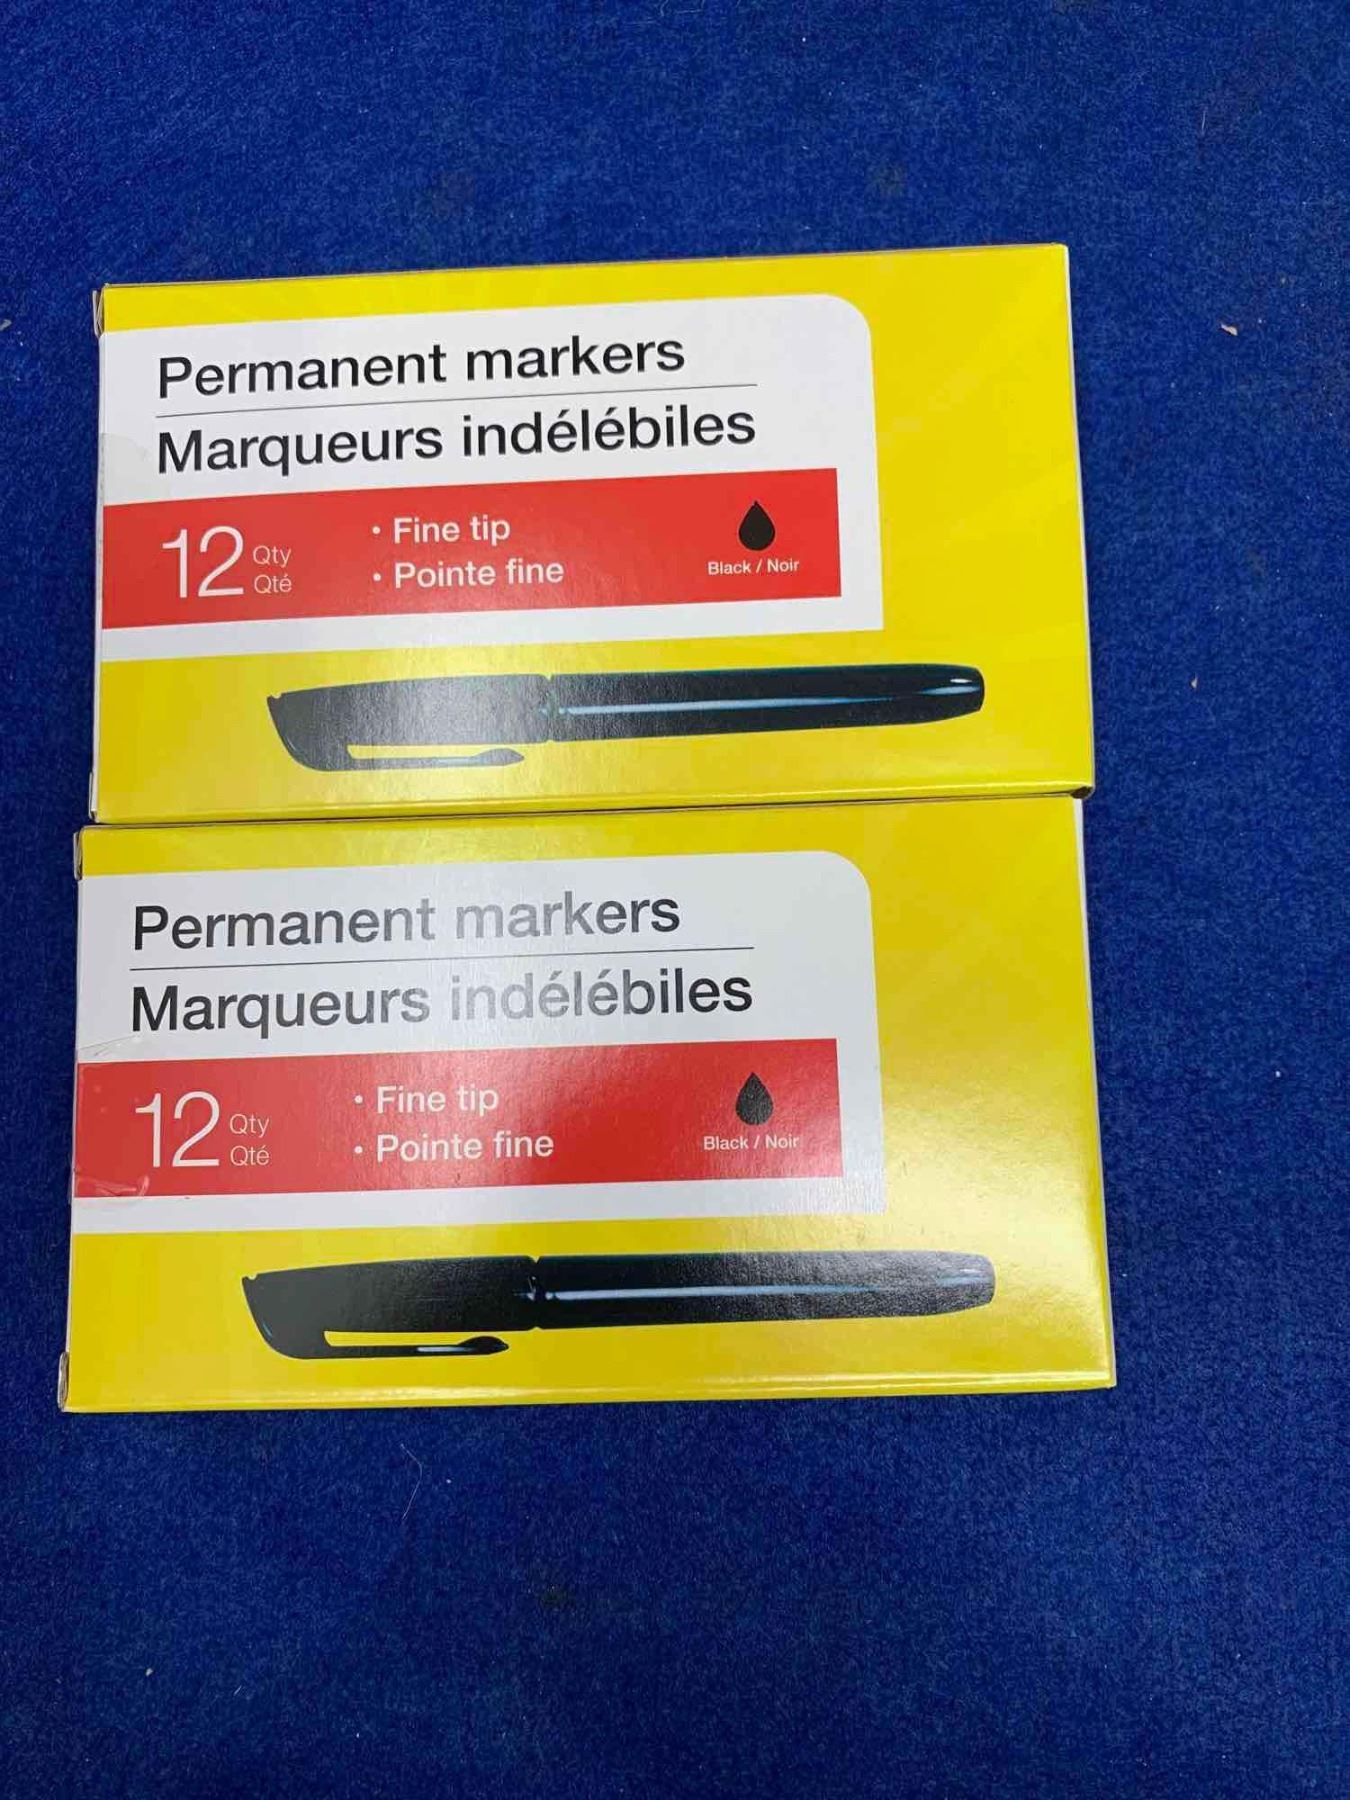 Permanent markers
Marqueurs indélébiles
12 Qty
Qté
• Fine tip
• Pointe fine
Black / Noir
Permanent markers
Marqueurs indélébiles
12 Qty
Qté
• Fine tip
• Pointe fine
Black / Noir